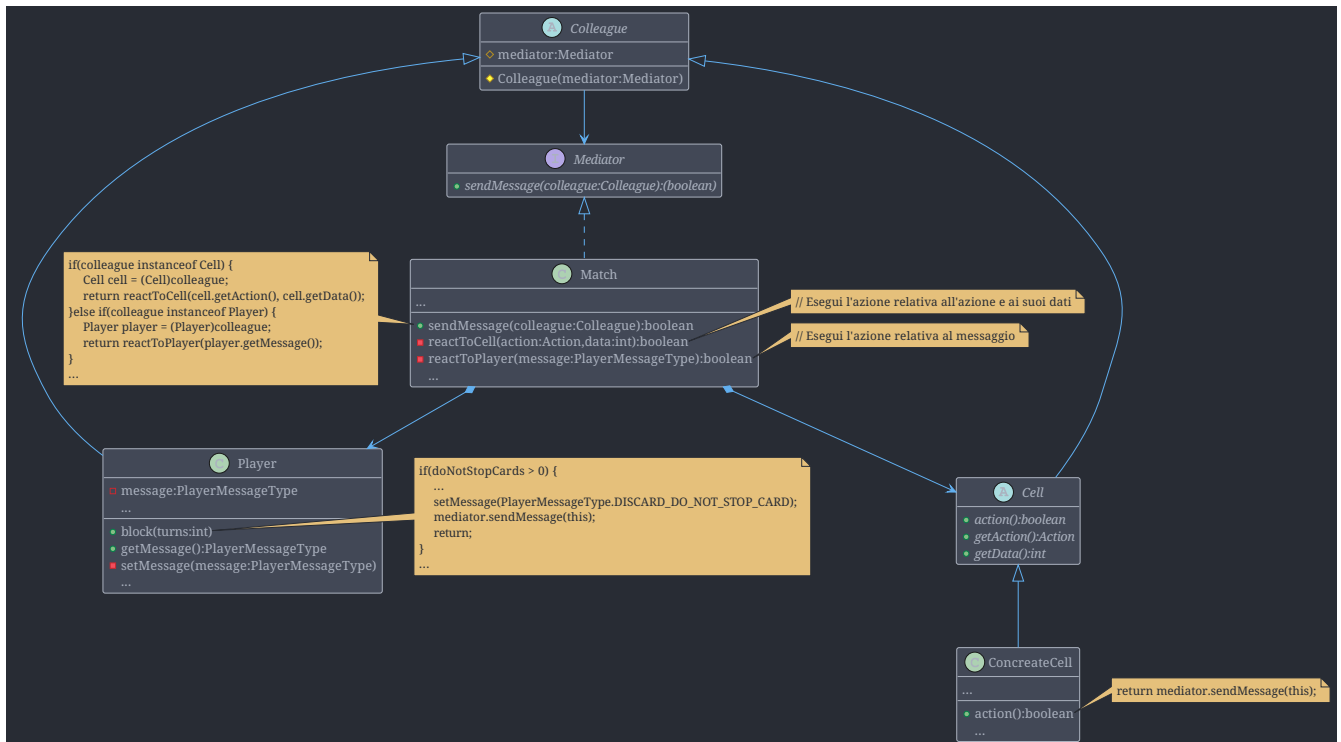 A Colleague
mediator:Mediator
Colleague(mediator:Mediator)
Mediator
sendMessage(colleague:Colleague):(boolean)
if(colleague instanceof Cell) {
Cell cell = (Cell)colleague;
return reactToCell(cell.getAction(), cell.getData());
}else if(colleague instanceof Player) {
Player player = (Player)colleague;
return reactToPlayer(player.getMessage());
}
...
C Match
...
sendMessage(colleague:Colleague):boolean
reactToCell(action:Action,data:int):boolean
reactToPlayer(message:PlayerMessageType):boolean
...
// Esegui l'azione relativa all'azione e ai suoi dati
// Esegui l'azione relativa al messaggio
C Player
message:PlayerMessageType
...
block(turns:int)
getMessage():PlayerMessageType
setMessage(message:PlayerMessageType)
...
if(doNotStopCards > 0) {
...
setMessage(PlayerMessageType.DISCARD_DO_NOT_STOP_CARD);
mediator.sendMessage(this);
return;
}
...
A Cell
action():boolean
getAction():Action
getData():int
C ConcreateCell
...
action():boolean
...
return mediator.sendMessage(this);